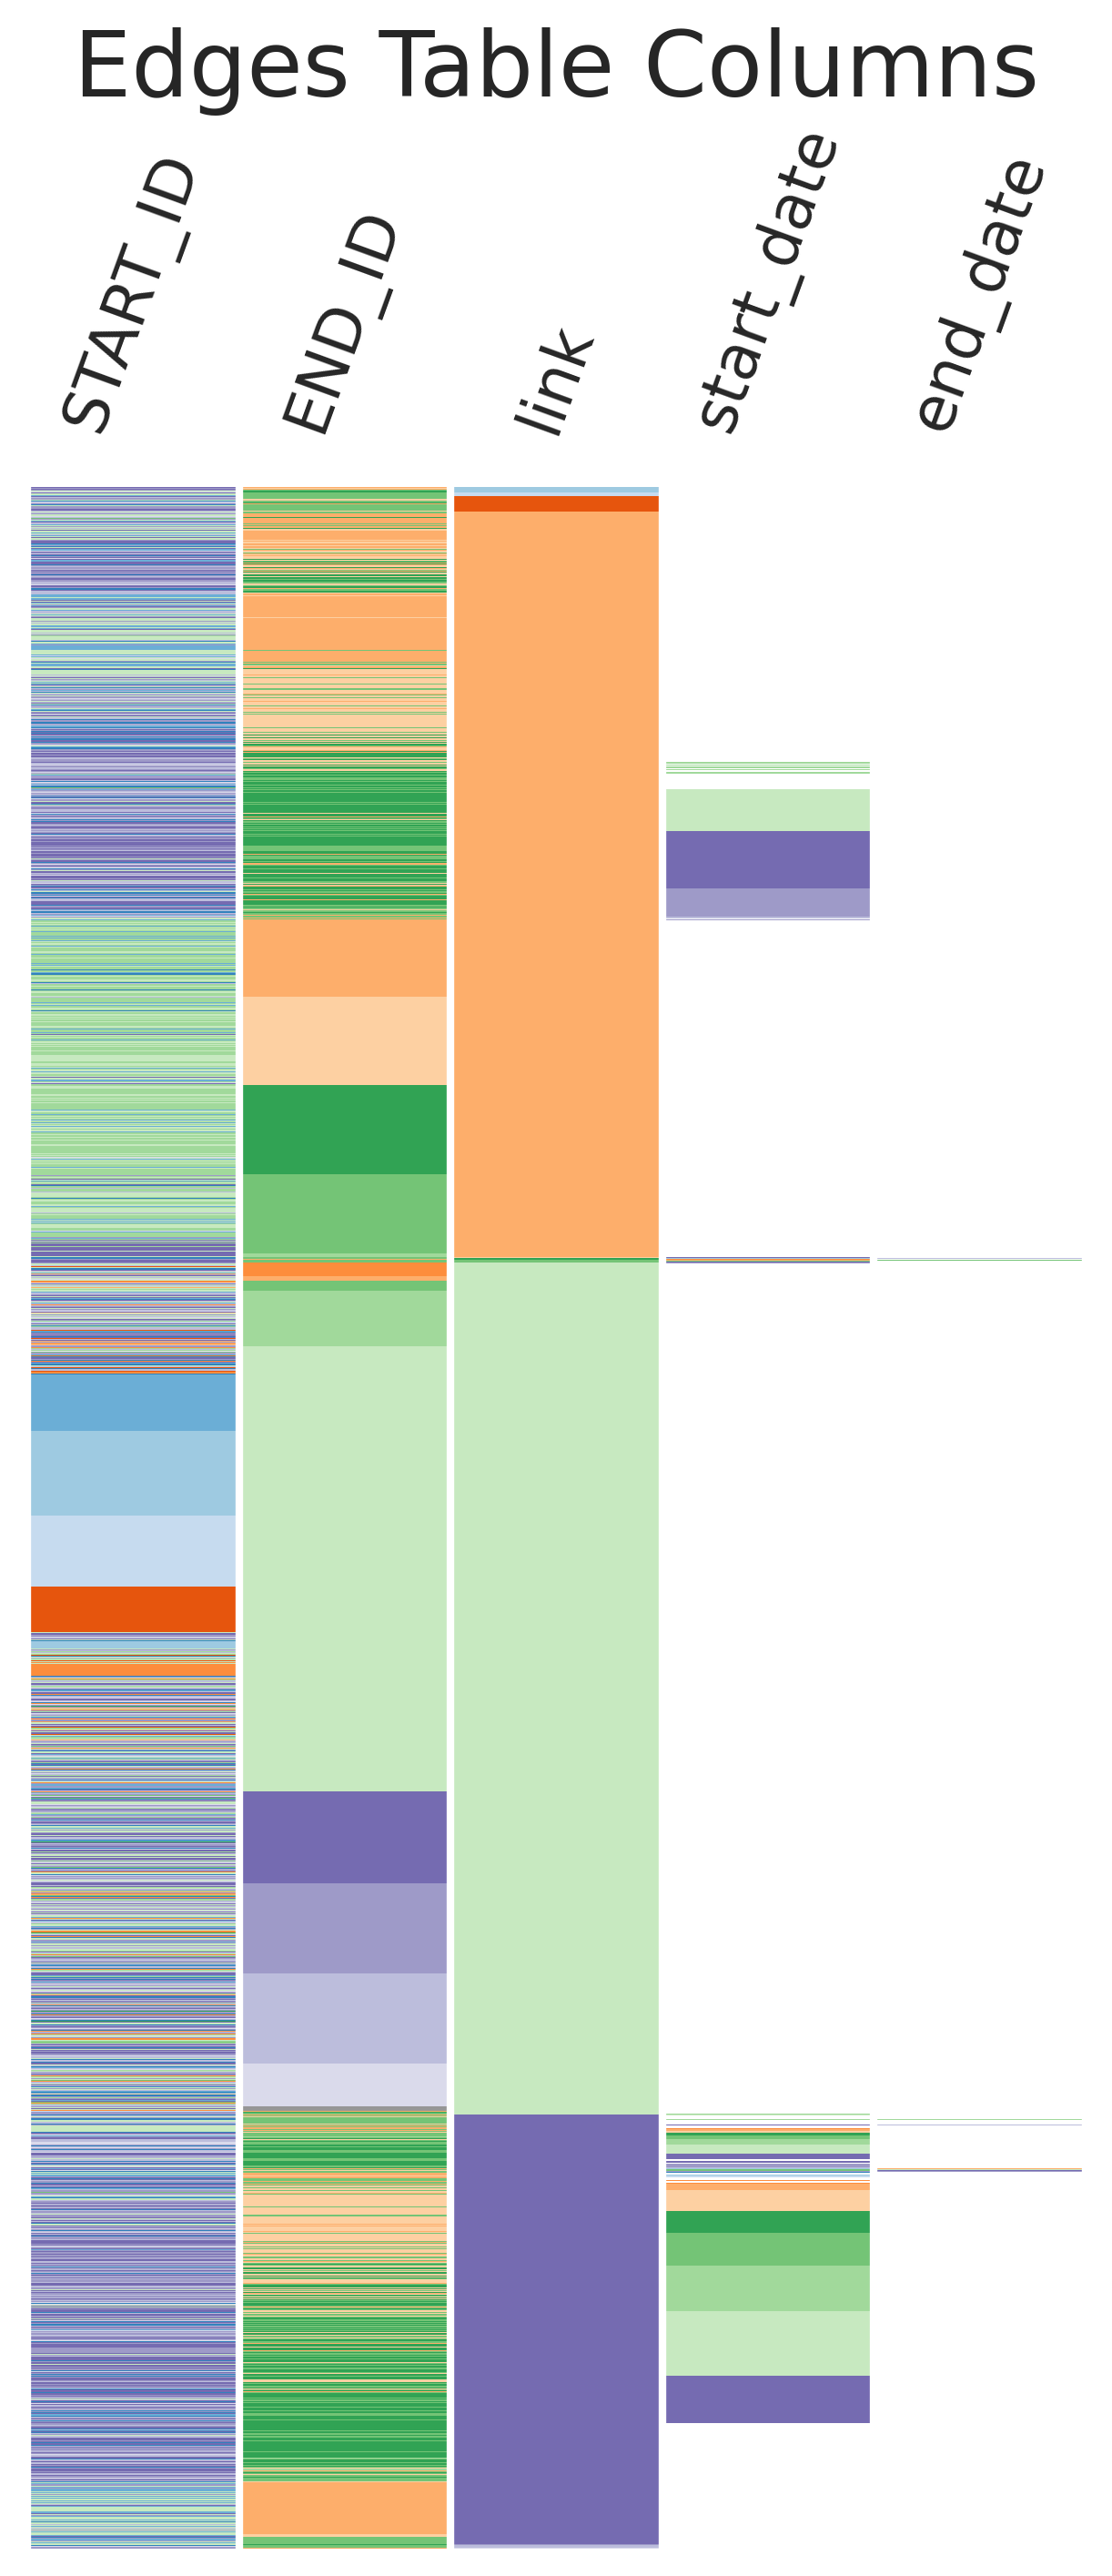 Edges Table Columns
START_ID
END_ID
link
start_date
end_date